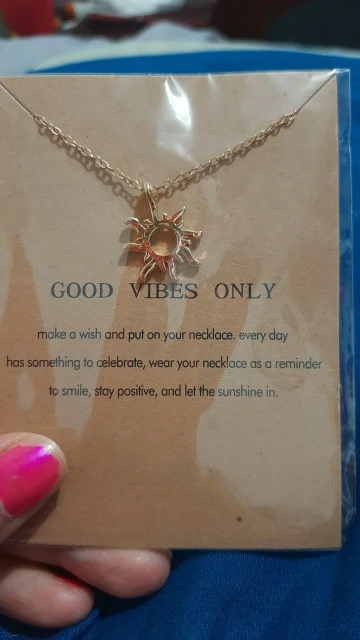 GOOD VIBES ONLY
make a wish and put on your necklace. every day
has something to celebrate, wear your necklace as a reminder
to smile, stay positive, and let the sunshine in.